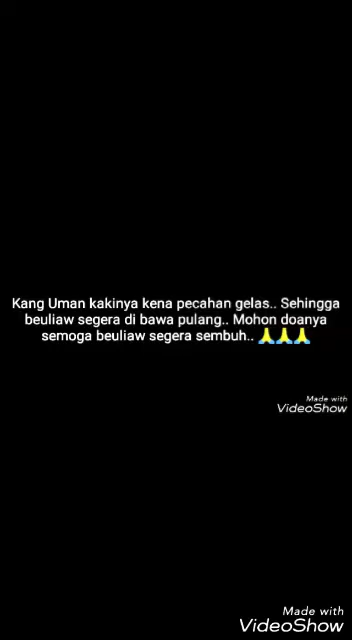 Kang Uman kakinya kena pecahan gelas.. Sehingga
beuliaw segera di bawa pulang.. Mohon doanya
semoga beuliaw segera sembuh.. 🙏🙏🙏
Made with
VideoShow
Made with
VideoShow